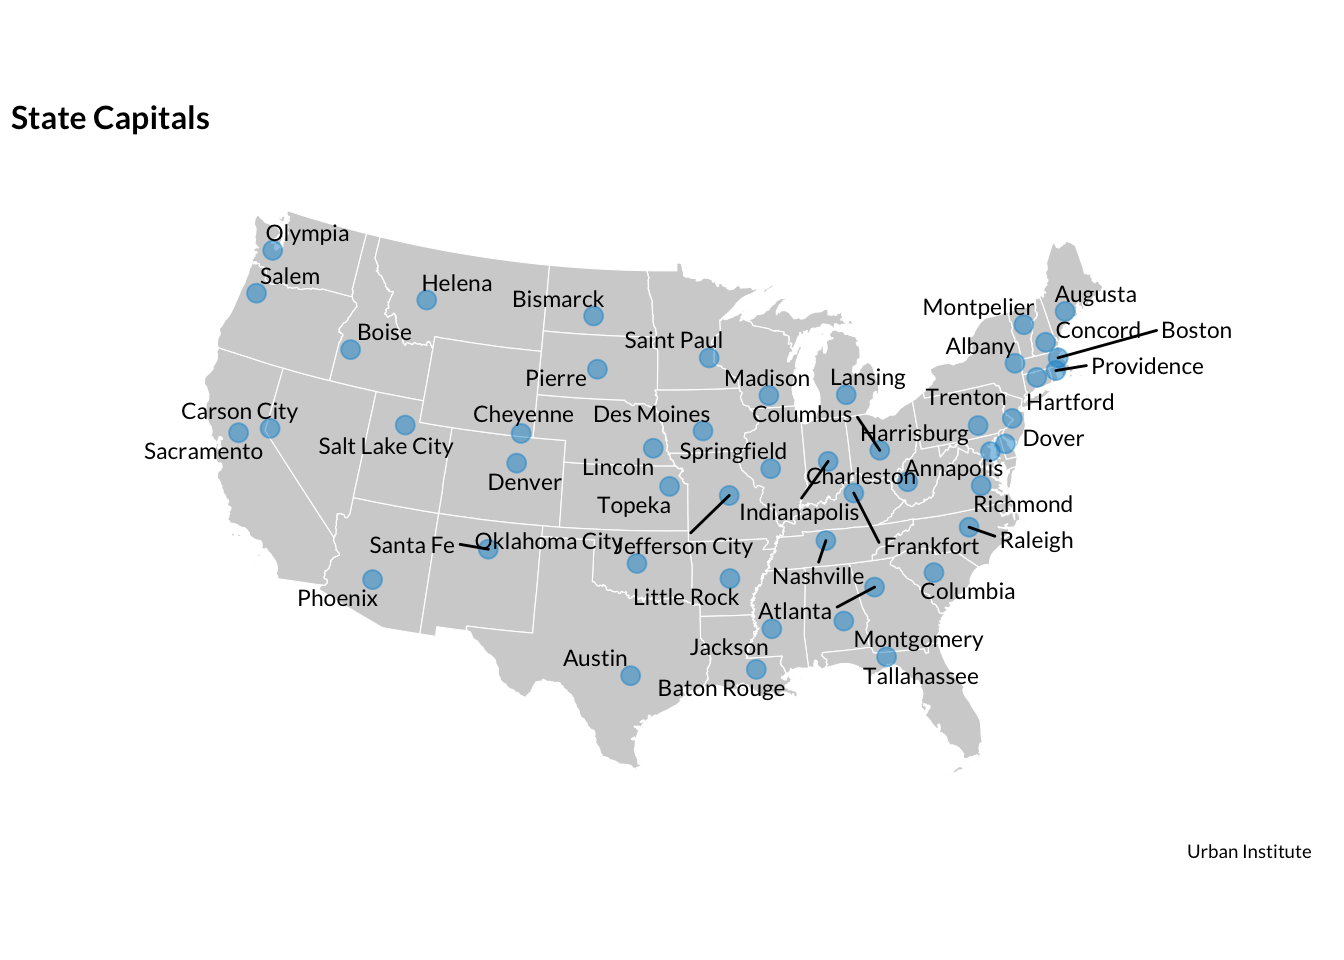 State Capitals
Olympia
Salem
Helena
Bismarck
Augusta
Montpelier
Boise
Concord
Boston
Saint Paul
Albany
Providence
Pierre
Madison
Lansing
Trenton
Hartford
Carson City
Cheyenne
Des Moines
Columbus
Harrisburg
Dover
Sacramento
Salt Lake City
Springfield
Lincoln
Annapolis
Denver
Charleston
Topeka
Indianapolis
Richmond
Santa Fe
Oklahoma City
Jefferson City
Frankfort
Raleigh
Nashville
Phoenix
Little Rock
Columbia
Atlanta
Jackson
Montgomery
Austin
Tallahassee
Baton Rouge
Urban Institute